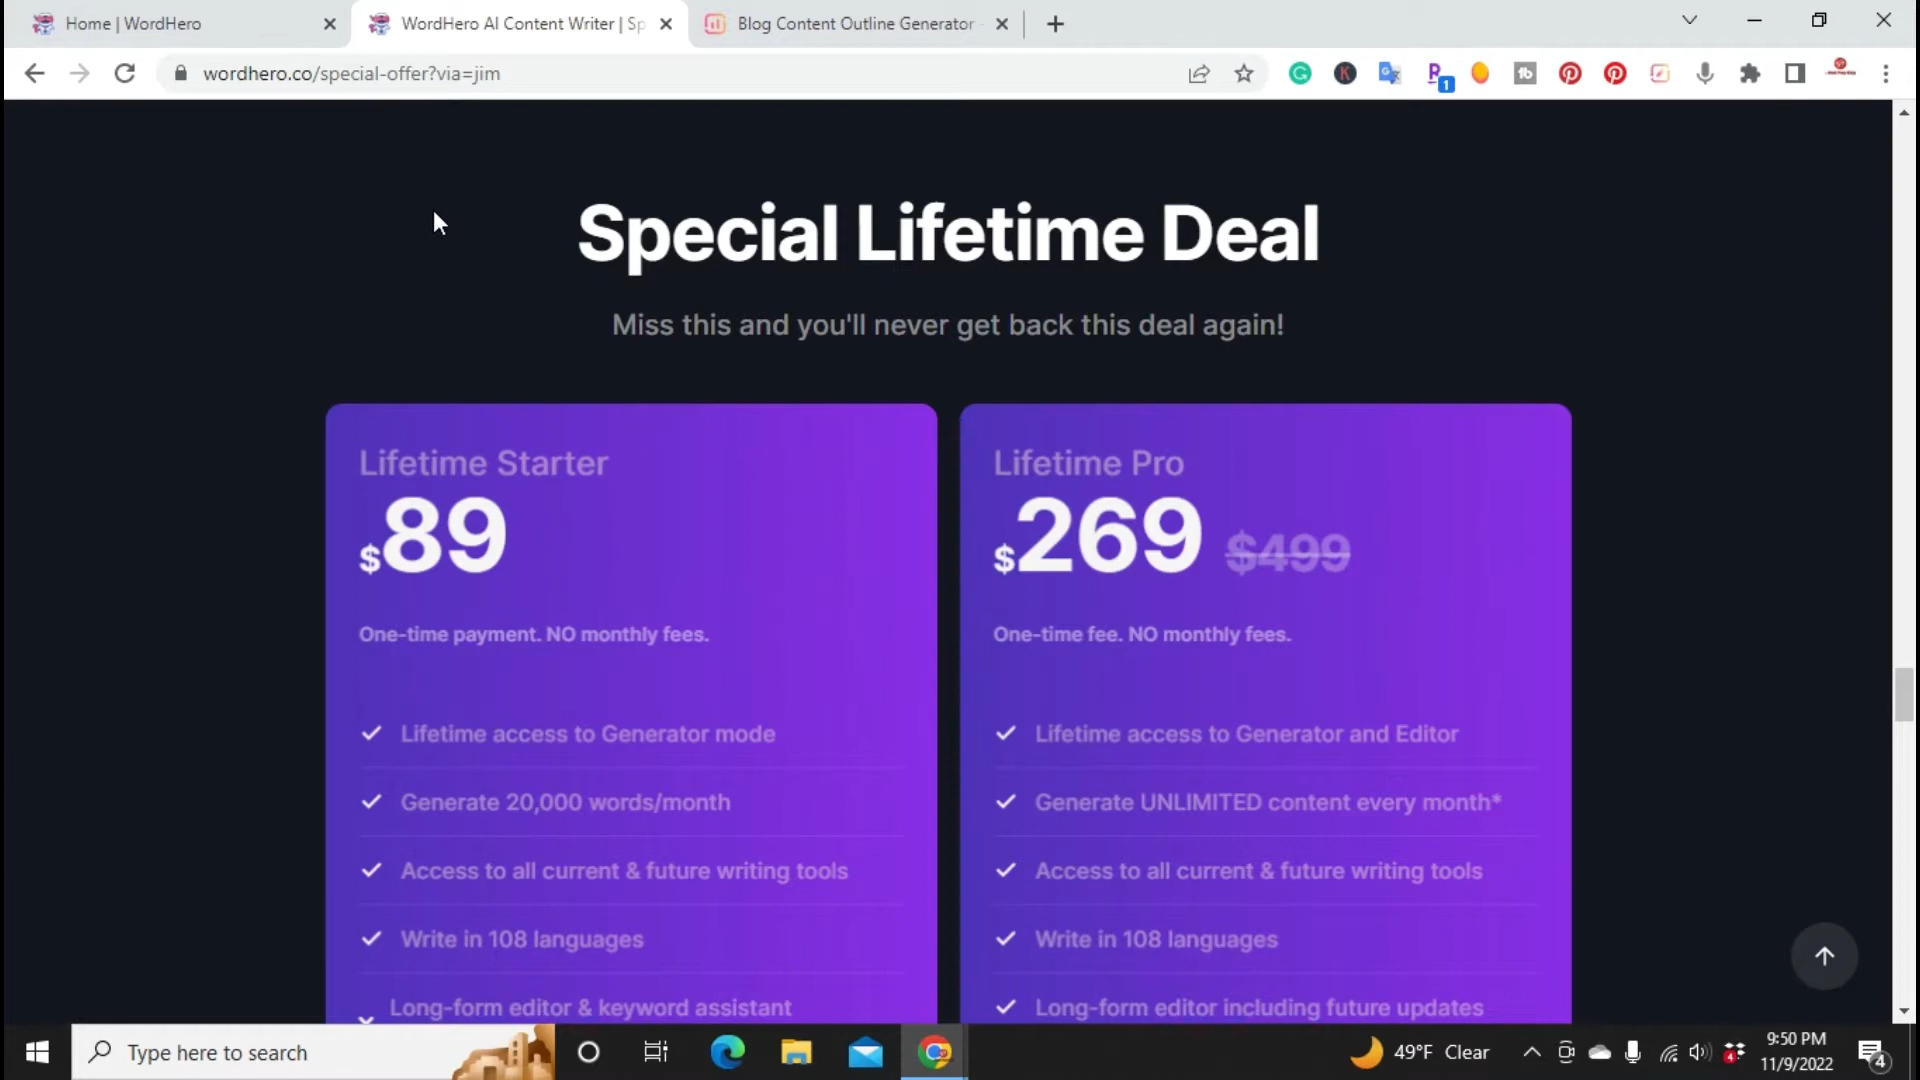 Home | WordHero
WordHero AI Content Writer | Sp
Blog Content Outline Generator -
wordhero.co/special-offer?via=jim
1
Special Lifetime Deal
Miss this and you'll never get back this deal again!
Lifetime Starter
$89
One-time payment. NO monthly fees.
Lifetime access to Generator mode
Generate 20,000 words/month
Access to all current & future writing tools
Write in 108 languages
Long-form editor & keyword assistant
Lifetime Pro
$269 $499
One-time fee. NO monthly fees.
Lifetime access to Generator and Editor
Generate UNLIMITED content every month*
Access to all current & future writing tools
Write in 108 languages
Long-form editor including future updates
Type here to search
49°F Clear
4
9:50 PM
11/9/2022
4